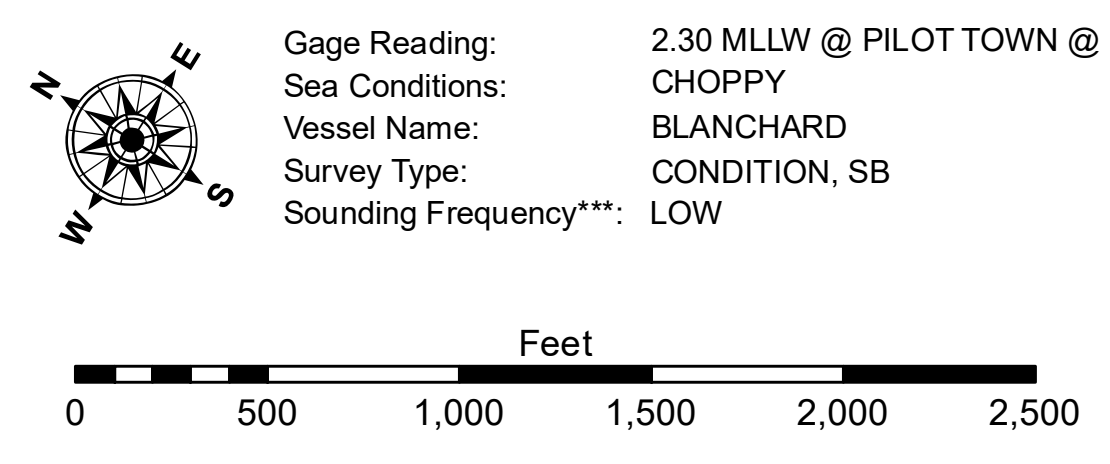 N
E
S
W
Gage Reading: 2.30 MLLW @ PILOT TOWN @
Sea Conditions: CHOPPY
Vessel Name: BLANCHARD
Survey Type: CONDITION, SB
Sounding Frequency***: LOW
Feet
0 500 1,000 1,500 2,000 2,500